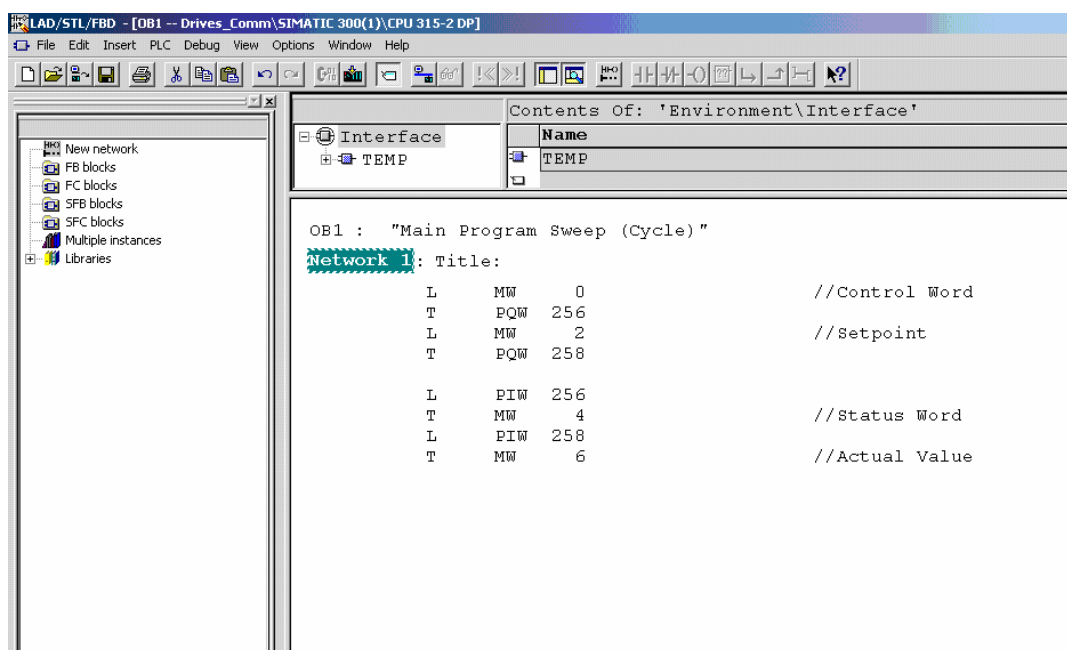 LAD/STL/FBD - [OB1 -- Drives_Comm\SIMATIC 300(1)\CPU 315-2 DP]
File Edit Insert PLC Debug View Options Window Help
Contents Of: 'Environment\Interface'
Interface
Name
TEMP
TEMP
New network
FB blocks
FC blocks
SFB blocks
SFC blocks
Multiple instances
Libraries
OB1 : "Main Program Sweep (Cycle)"
Network 1: Title:
L MW 0 //Control Word
T PQW 256
L MW 2 //Setpoint
T PQW 258
L PIW 256
T MW 4 //Status Word
L PIW 258
T MW 6 //Actual Value